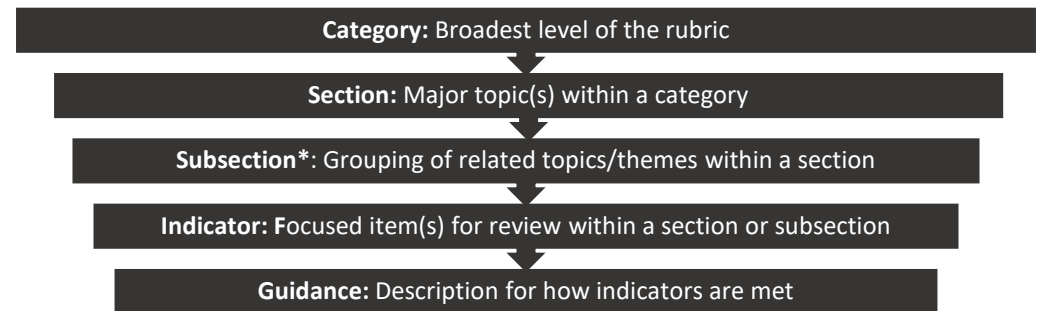 Category: Broadest level of the rubric
Section: Major topic(s) within a category
Subsection*: Grouping of related topics/themes within a section
Indicator: Focused item(s) for review within a section or subsection
Guidance: Description for how indicators are met